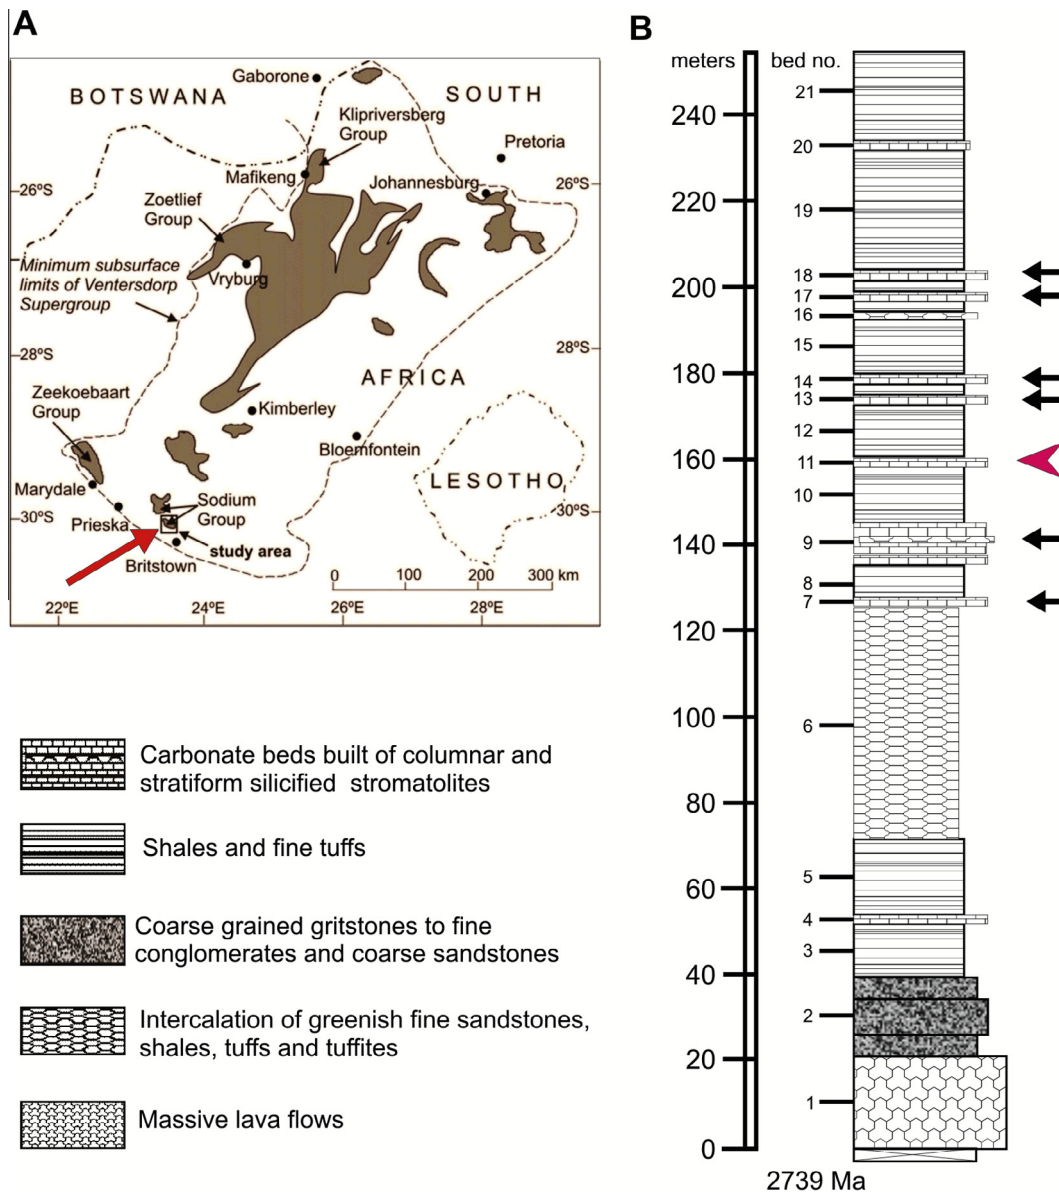 A
BOTSWANA
Gaborone
SOUTH
Klipriversberg
Group
Pretoria
Mafikeng
Johannesburg
26ºS
26ºS
Zoetlief
Group
Vryburg
Minimum subsurface
limits of Ventersdorp
Supergroup
28ºS
28ºS
AFRICA
Zeekoebaart
Group
Kimberley
Bloemfontein
LESOTHO
Marydale
Sodium
Group
30ºS
30ºS
Prieska
study area
Britstown
0 100 200 300 km
22ºE
24ºE
26ºE
28ºE
Carbonate beds built of columnar and
stratiform silicified stromatolites
Shales and fine tuffs
Coarse grained gritstones to fine
conglomerates and coarse sandstones
Intercalation of greenish fine sandstones,
shales, tuffs and tuffites
Massive lava flows
B
meters
bed no.
240
220
200
180
160
140
120
100
80
60
40
20
0
21
20
19
18
17
16
15
14
13
12
11
10
9
8
7
6
5
4
3
2
1
2739 Ma